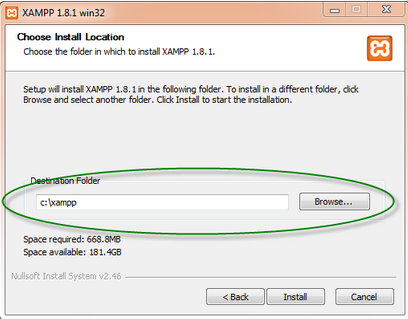 XAMPP 1.8.1 win32
Choose Install Location
Choose the folder in which to install XAMPP 1.8.1.
Setup will install XAMPP 1.8.1 in the following folder. To install in a different folder, click
Browse and select another folder. Click Install to start the installation.
Destination Folder
c:\xampp
Browse...
Space required: 668.8MB
Space available: 181.4GB
Nullsoft Install System v2.46
< Back
Install
Cancel